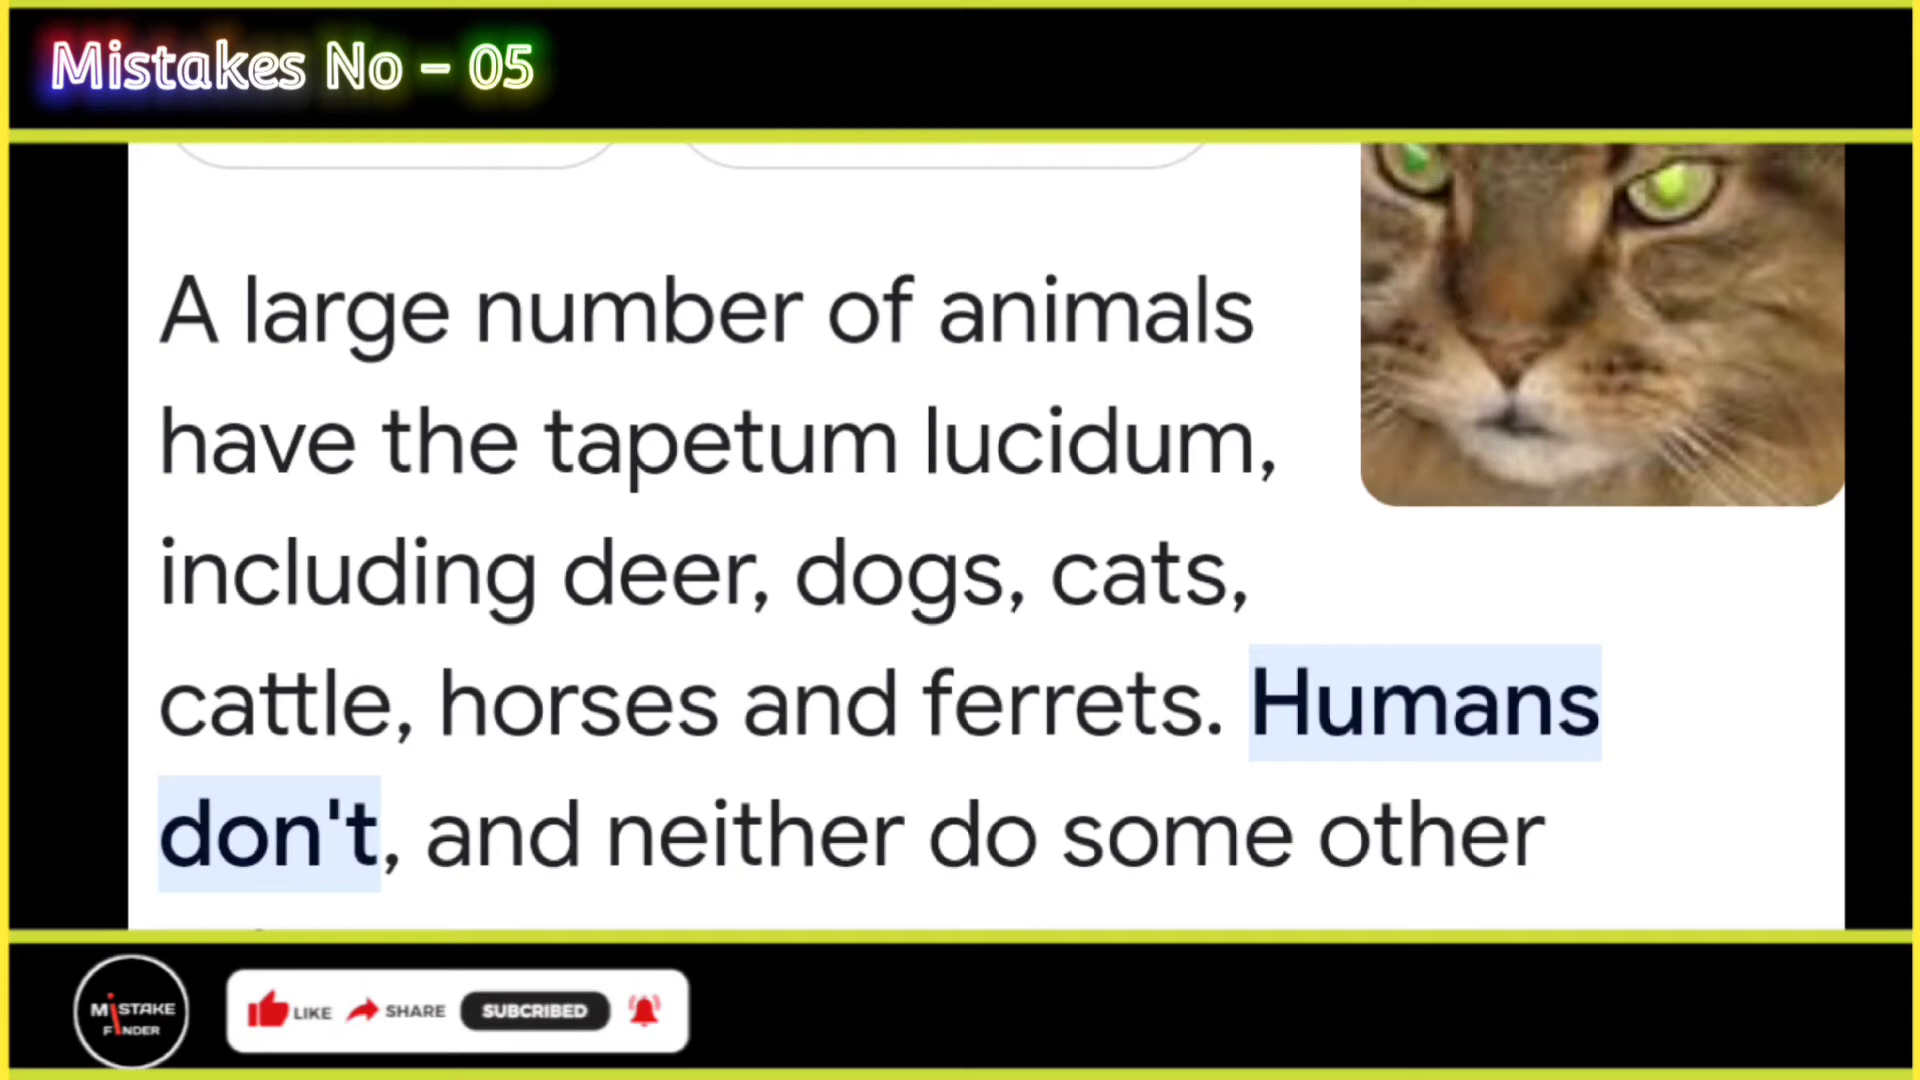 Mistakes No - 05
A large number of animals
have the tapetum lucidum,
including deer, dogs, cats,
cattle, horses and ferrets. Humans
don't, and neither do some other
MiSTAKE
FiNDER
LIKE SHARE SUBCRIBED